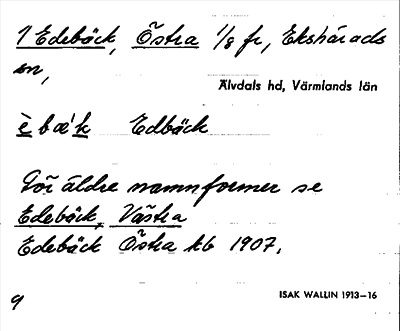 1 Edebäck, Östra 1/8 fr, Ekshärads
sn,
Älvdals hd, Värmlands län
è bæ'k Edbäck
För äldre namnformer se
Edebäck, Västra
Edebäck Östra kb 1907.
9
ISAK WALLIN 1913–16